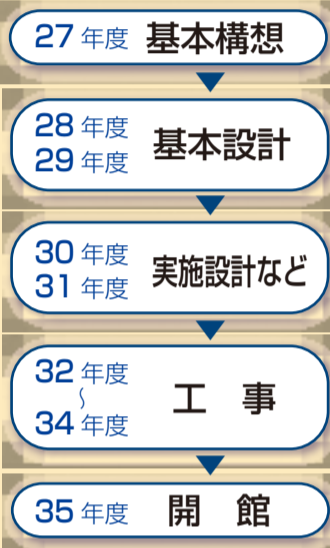 27年度 基本構想
28年度
29年度
基本設計
30年度
31年度
実施設計など
32年度
〜
34年度
工 事
35年度 開 館